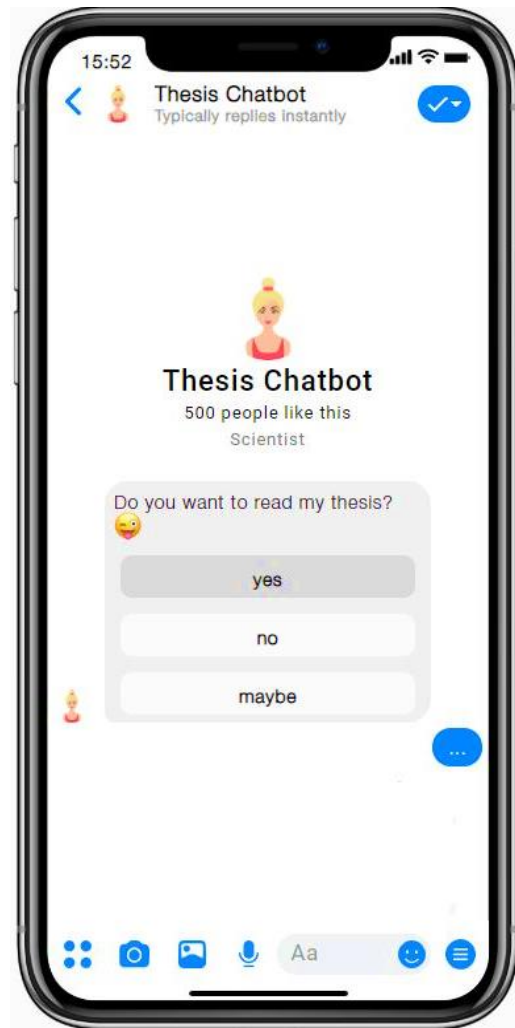 15:52
Thesis Chatbot
Typically replies instantly
Thesis Chatbot
500 people like this
Scientist
Do you want to read my thesis?
yes
no
maybe
...
Aa